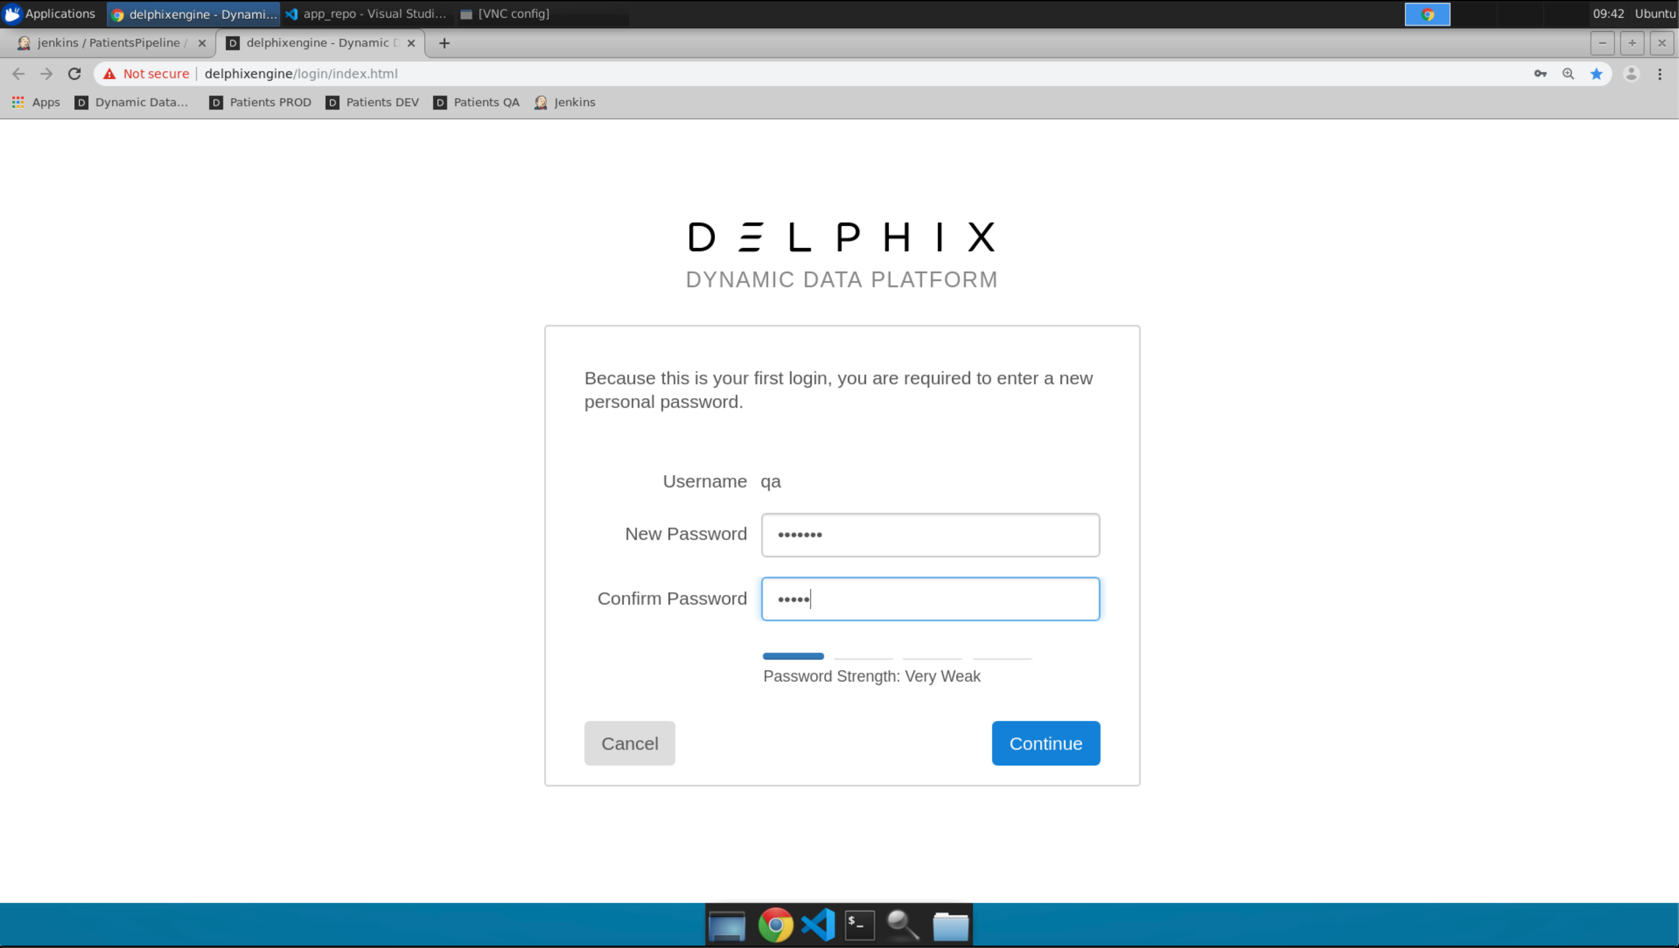 Applications
delphixengine - Dynami...
app_repo - Visual Studi...
[VNC config]
09:42 Ubuntu
jenkins / PatientsPipeline /
delphixengine - Dynamic
Not secure
delphixengine/login/index.html
Apps
Dynamic Data...
Patients PROD
Patients DEV
Patients QA
Jenkins
DELPHIX
DYNAMIC DATA PLATFORM
Because this is your first login, you are required to enter a new
personal password.
Username qa
New Password •••••••
Confirm Password •••••
Password Strength: Very Weak
Cancel
Continue
$_